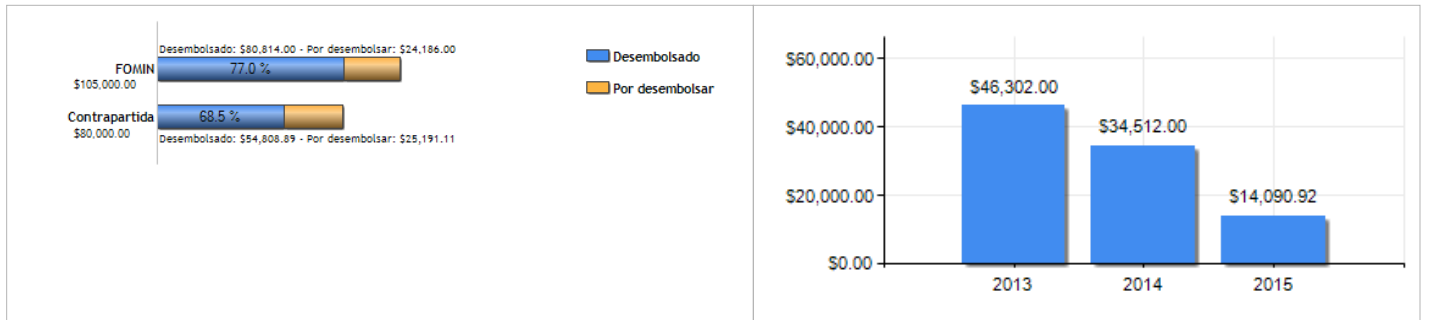 Desembolsado: $80,814.00 - Por desembolsar: $24,186.00
FOMIN
77.0 %
$105,000.00
Contrapartida
68.5 %
$80,000.00
Desembolsado: $54,808.89 - Por desembolsar: $25,191.11
Desembolsado
Por desembolsar
$60,000.00
$40,000.00
$20,000.00
$0.00
$46,302.00
$34,512.00
$14,090.92
2013
2014
2015